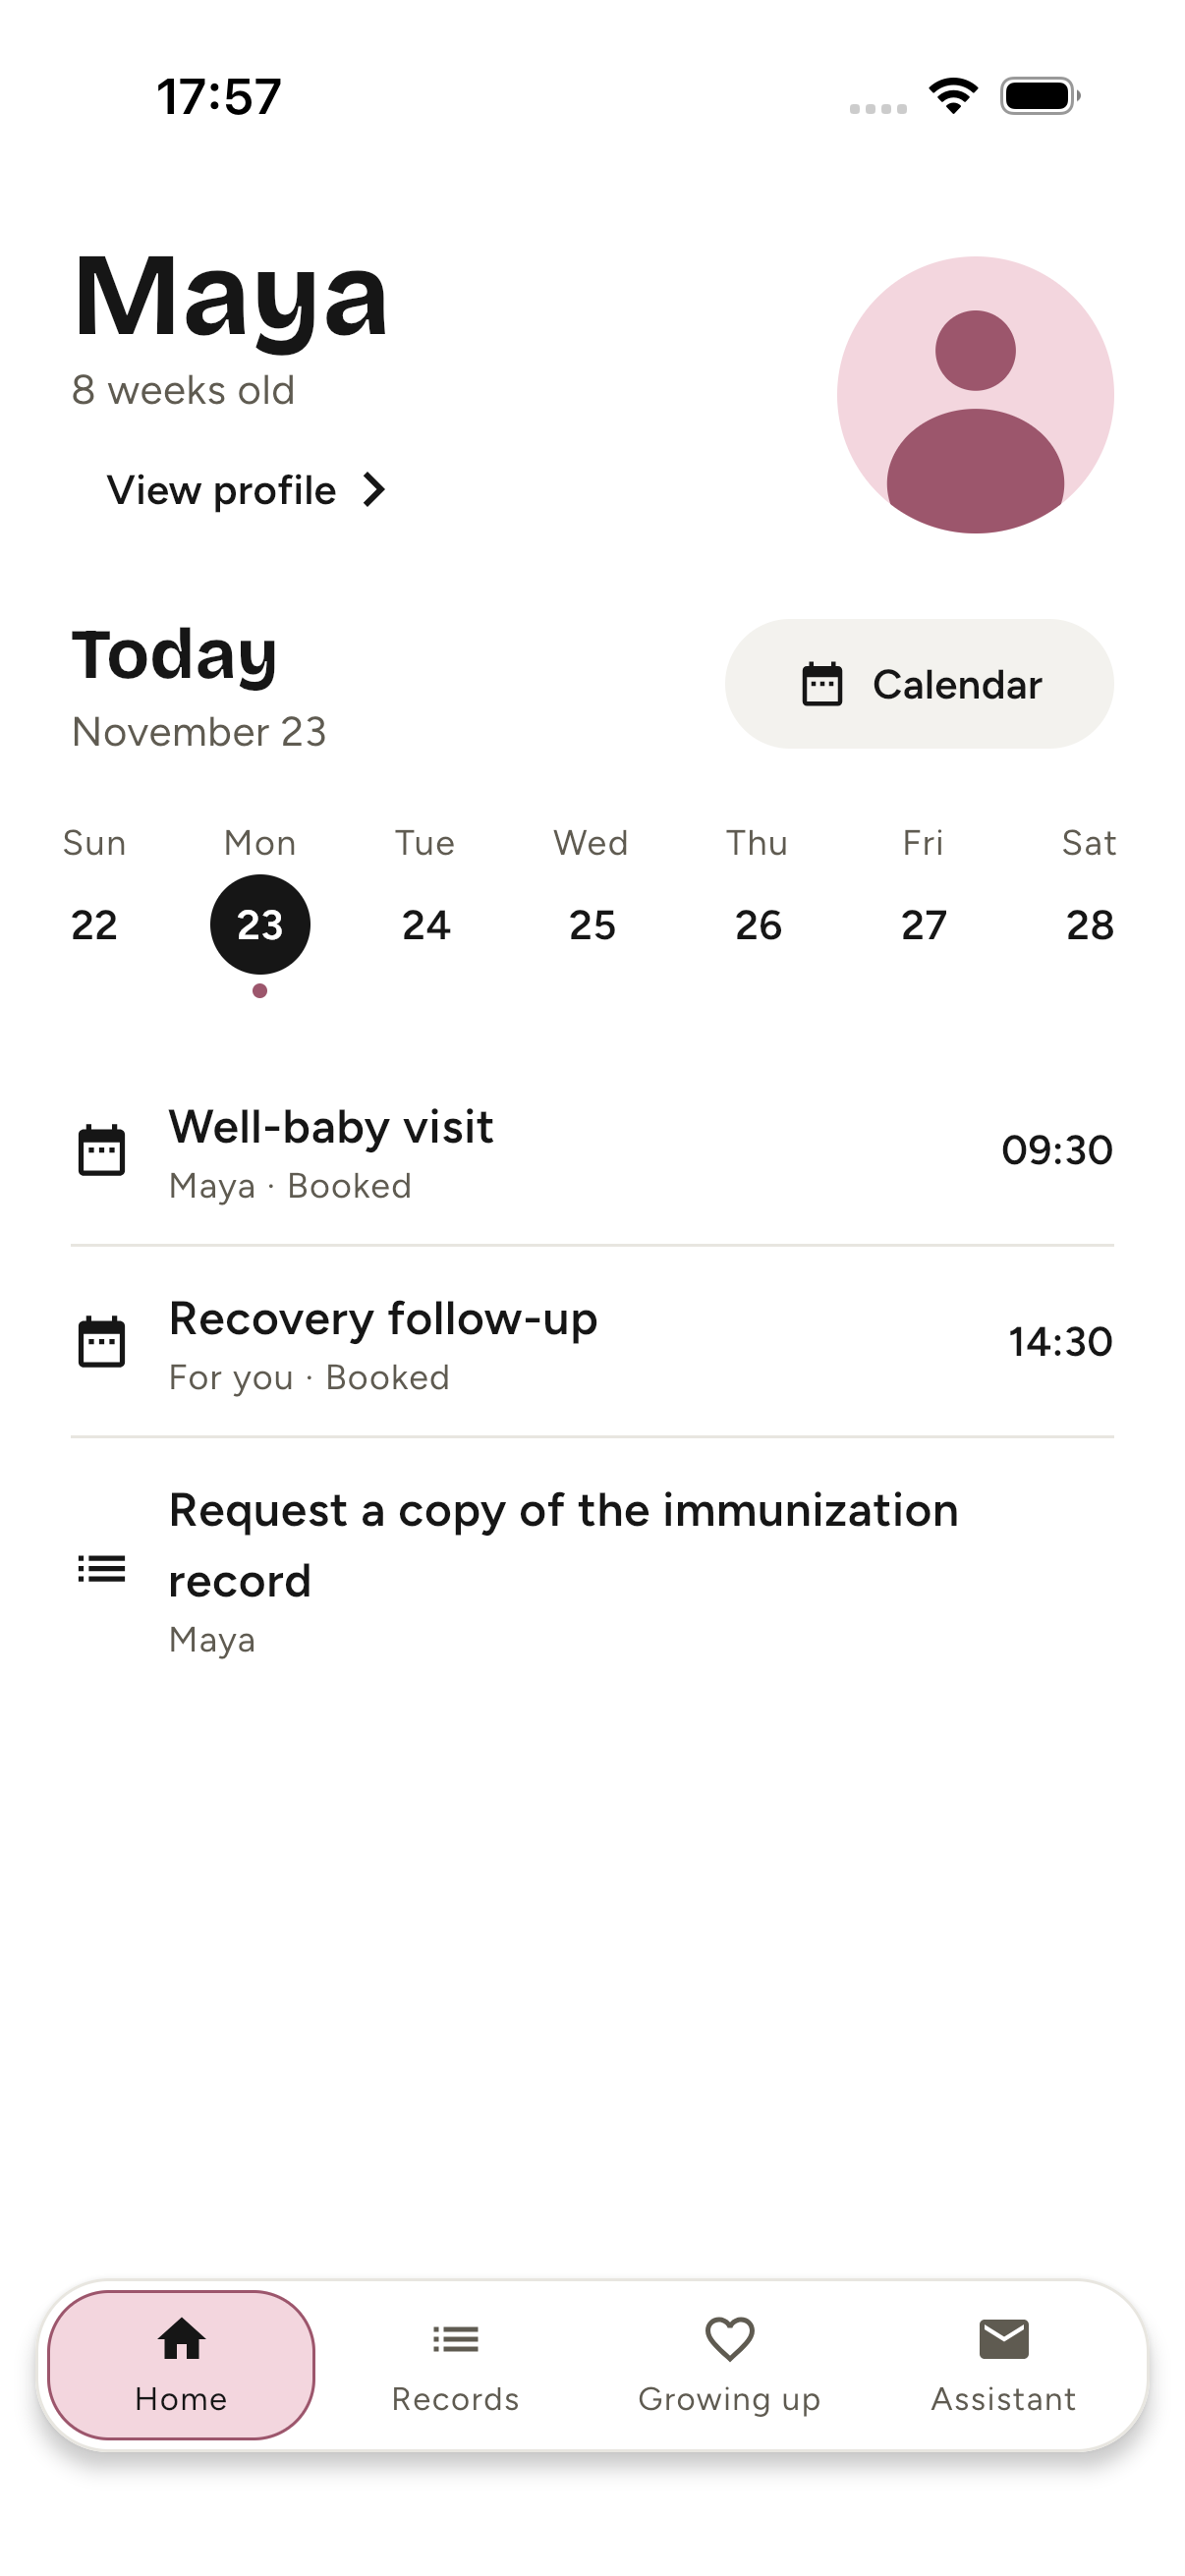 17:57
Maya
8 weeks old
View profile
Today
November 23
Calendar
Sun Mon Tue Wed Thu Fri Sat
22 23 24 25 26 27 28
Well-baby visit
Maya · Booked
09:30
Recovery follow-up
For you · Booked
14:30
Request a copy of the immunization
record
Maya
Home Records Growing up Assistant